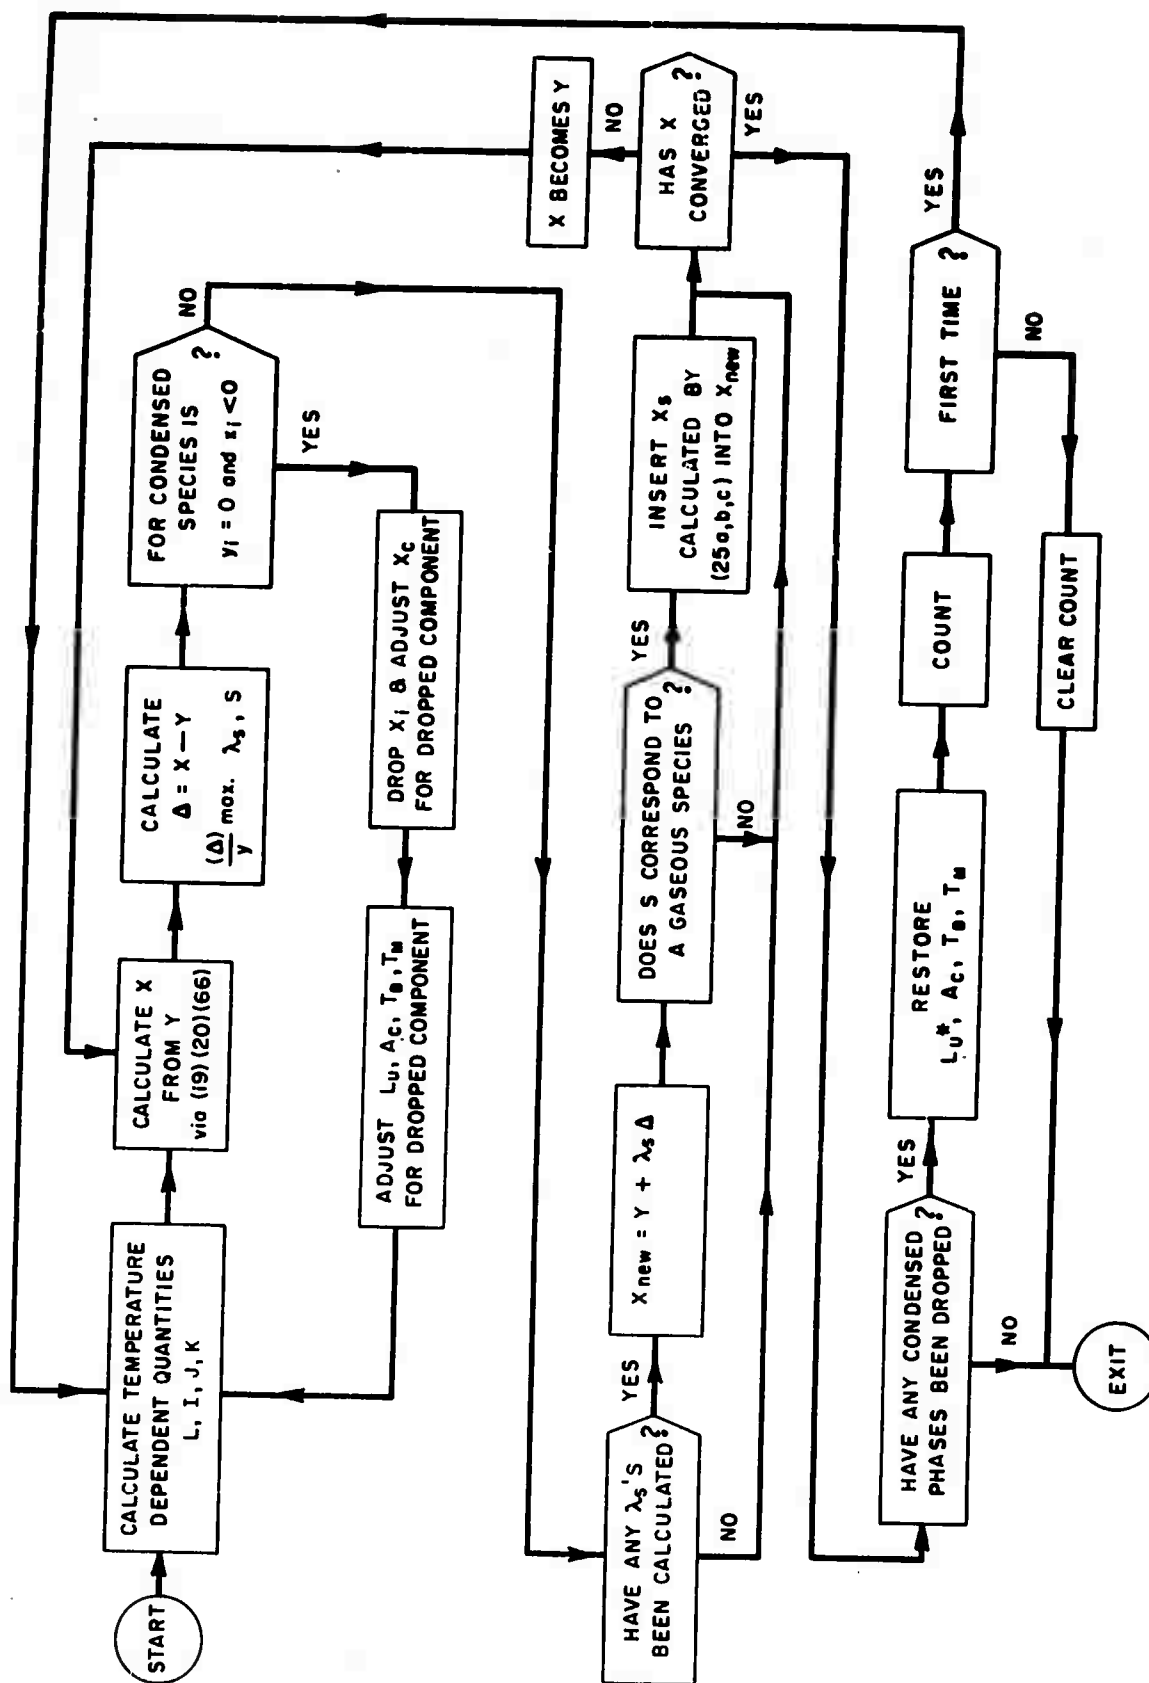 START
CALCULATE TEMPERATURE
DEPENDENT QUANTITIES
L, I, J, K
CALCULATE X
FROM Y
via (19)(20)(66)
CALCULATE
Δ = X — Y
(Δ)/y max. λs, S
FOR CONDENSED
SPECIES IS
yi = 0 and xi <0 ?
NO
YES
DROP Xi & ADJUST XC
FOR DROPPED COMPONENT
ADJUST LU, AC, TB, TM
FOR DROPPED COMPONENT
HAVE ANY λs'S
BEEN CALCULATED?
YES
NO
Xnew = Y + λs Δ
DOES S CORRESPOND TO
A GASEOUS SPECIES ?
YES
NO
INSERT XS
CALCULATED BY
(25a,b,c) INTO Xnew
HAS X
CONVERGED ?
NO
YES
X BECOMES Y
HAVE ANY CONDENSED
PHASES BEEN DROPPED?
YES
NO
RESTORE
LU*, AC, TB, TM
COUNT
FIRST TIME ?
YES
NO
CLEAR COUNT
EXIT